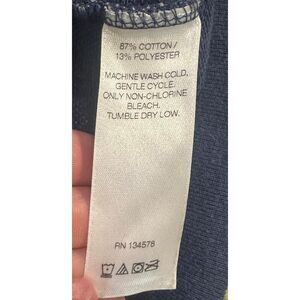 87% COTTON /
13% POLYESTER
MACHINE WASH COLD,
GENTLE CYCLE.
ONLY NON-CHLORINE
BLEACH.
TUMBLE DRY LOW.
RN 134578